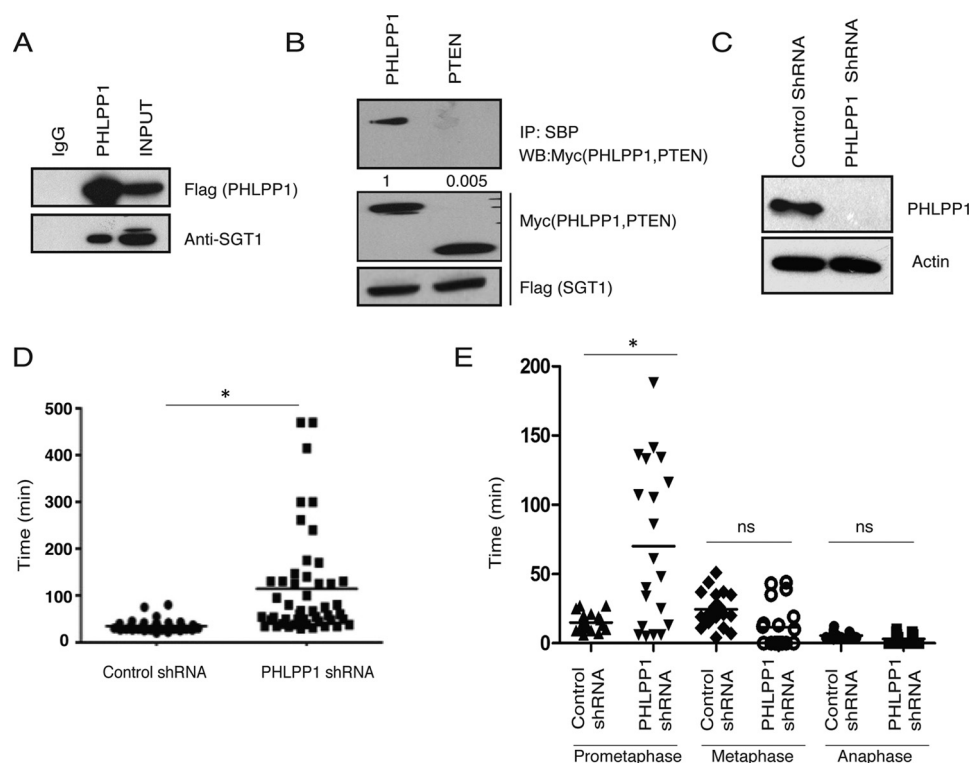 A
IgG
PHLPP1
INPUT
Flag (PHLPP1)
Anti-SGT1
B
PHLPP1
PTEN
IP: SBP
WB:Myc(PHLPP1,PTEN)
1 0.005
Myc(PHLPP1,PTEN)
Flag (SGT1)
C
Control ShRNA
PHLPP1 ShRNA
PHLPP1
Actin
D
*
Time (min)
500
400
300
200
100
0
Control shRNA PHLPP1 shRNA
E
*
ns
ns
Time (min)
200
150
100
50
0
Control
shRNA
PHLPP1
shRNA
Control
shRNA
PHLPP1
shRNA
Control
shRNA
PHLPP1
shRNA
Prometaphase Metaphase Anaphase